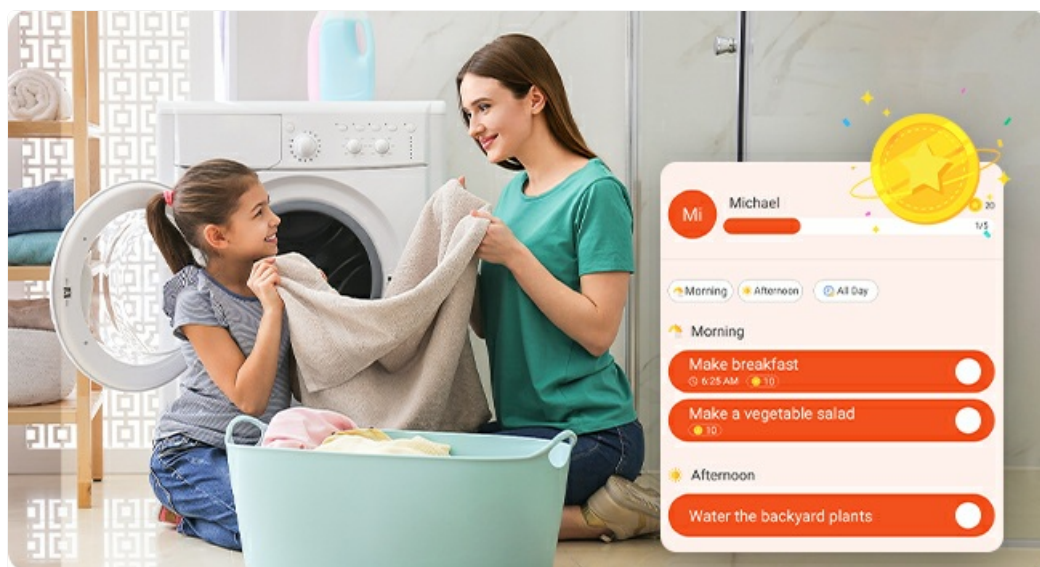 Mi
Michael
20
1/5
Morning
Afternoon
All Day
Morning
Make breakfast
6:25 AM 10
Make a vegetable salad
10
Afternoon
Water the backyard plants